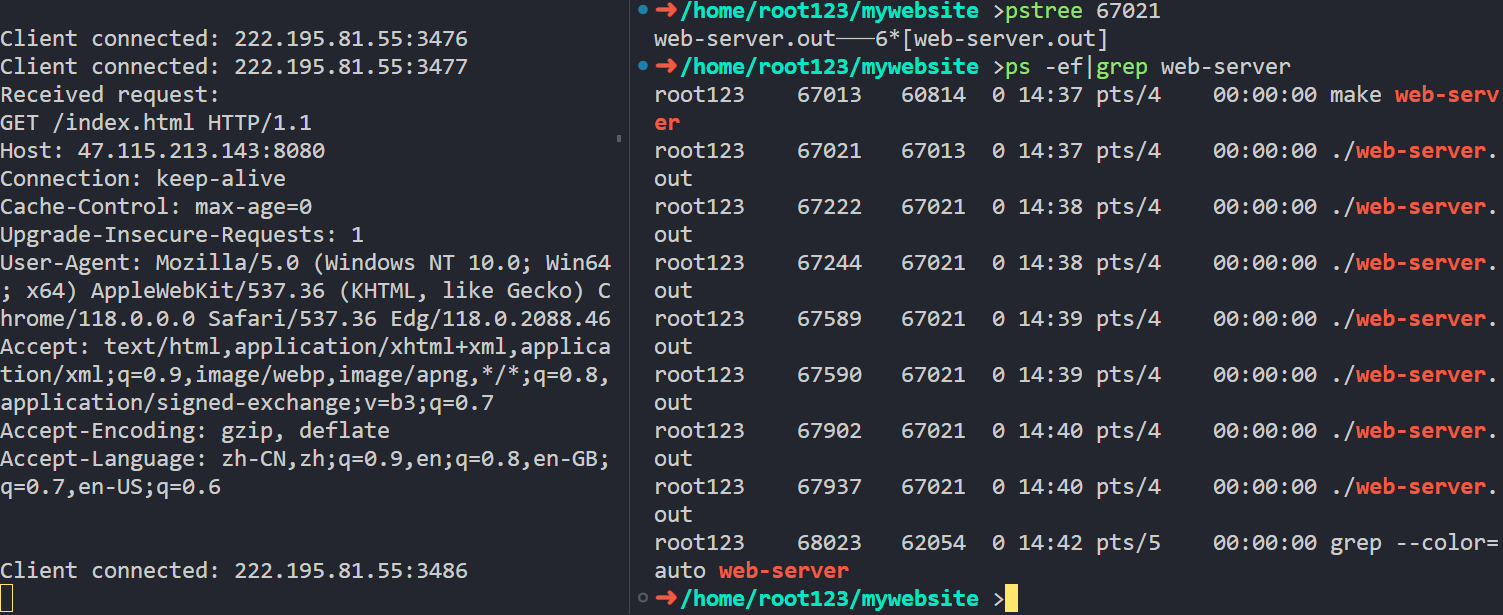 Client connected: 222.195.81.55:3476
Client connected: 222.195.81.55:3477
Received request:
GET /index.html HTTP/1.1
Host: 47.115.213.143:8080
Connection: keep-alive
Cache-Control: max-age=0
Upgrade-Insecure-Requests: 1
User-Agent: Mozilla/5.0 (Windows NT 10.0; Win64
; x64) AppleWebKit/537.36 (KHTML, like Gecko) C
hrome/118.0.0.0 Safari/537.36 Edg/118.0.2088.46
Accept: text/html,application/xhtml+xml,applica
tion/xml;q=0.9,image/webp,image/apng,*/*;q=0.8,
application/signed-exchange;v=b3;q=0.7
Accept-Encoding: gzip, deflate
Accept-Language: zh-CN,zh;q=0.9,en;q=0.8,en-GB;
q=0.7,en-US;q=0.6
Client connected: 222.195.81.55:3486
➜/home/root123/mywebsite >pstree 67021
web-server.out───6*[web-server.out]
➜/home/root123/mywebsite >ps -ef|grep web-server
root123    67013   60814  0 14:37 pts/4    00:00:00 make web-serv
er
root123    67021   67013  0 14:37 pts/4    00:00:00 ./web-server.
out
root123    67222   67021  0 14:38 pts/4    00:00:00 ./web-server.
out
root123    67244   67021  0 14:38 pts/4    00:00:00 ./web-server.
out
root123    67589   67021  0 14:39 pts/4    00:00:00 ./web-server.
out
root123    67590   67021  0 14:39 pts/4    00:00:00 ./web-server.
out
root123    67902   67021  0 14:40 pts/4    00:00:00 ./web-server.
out
root123    67937   67021  0 14:40 pts/4    00:00:00 ./web-server.
out
root123    68023   62054  0 14:42 pts/5    00:00:00 grep --color=
auto web-server
➜/home/root123/mywebsite >